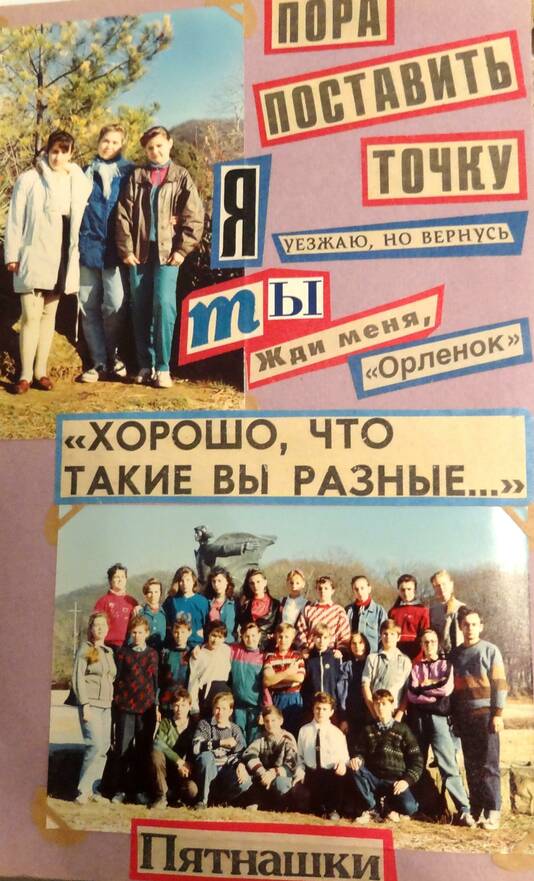 ПОРА
ПОСТАВИТЬ
ТОЧКУ
Я
УЕЗЖАЮ, НО ВЕРНУСЬ
ТЫ
Жди меня,
«Орленок»
«ХОРОШО, ЧТО
ТАКИЕ ВЫ РАЗНЫЕ...»
Пятнашки